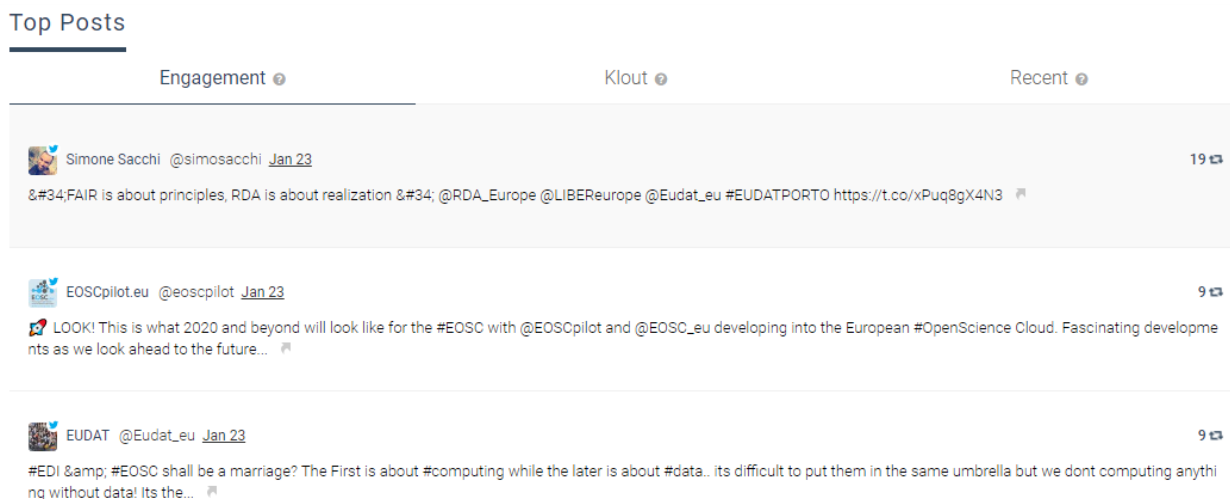 Top Posts
Engagement
Klout
Recent
Simone Sacchi @simosacchi Jan 23 19
&#34;FAIR is about principles, RDA is about realization &#34; @RDA_Europe @LIBEReurope @Eudat_eu #EUDATPORTO https://t.co/xPuq8gX4N3
EOSCpilot.eu @eoscpilot Jan 23 9
🚀 LOOK! This is what 2020 and beyond will look like for the #EOSC with @EOSCpilot and @EOSC_eu developing into the European #OpenScience Cloud. Fascinating developme
nts as we look ahead to the future...
EUDAT @Eudat_eu Jan 23 9
#EDI &amp; #EOSC shall be a marriage? The First is about #computing while the later is about #data.. its difficult to put them in the same umbrella but we dont computing anythi
ng without data! Its the...